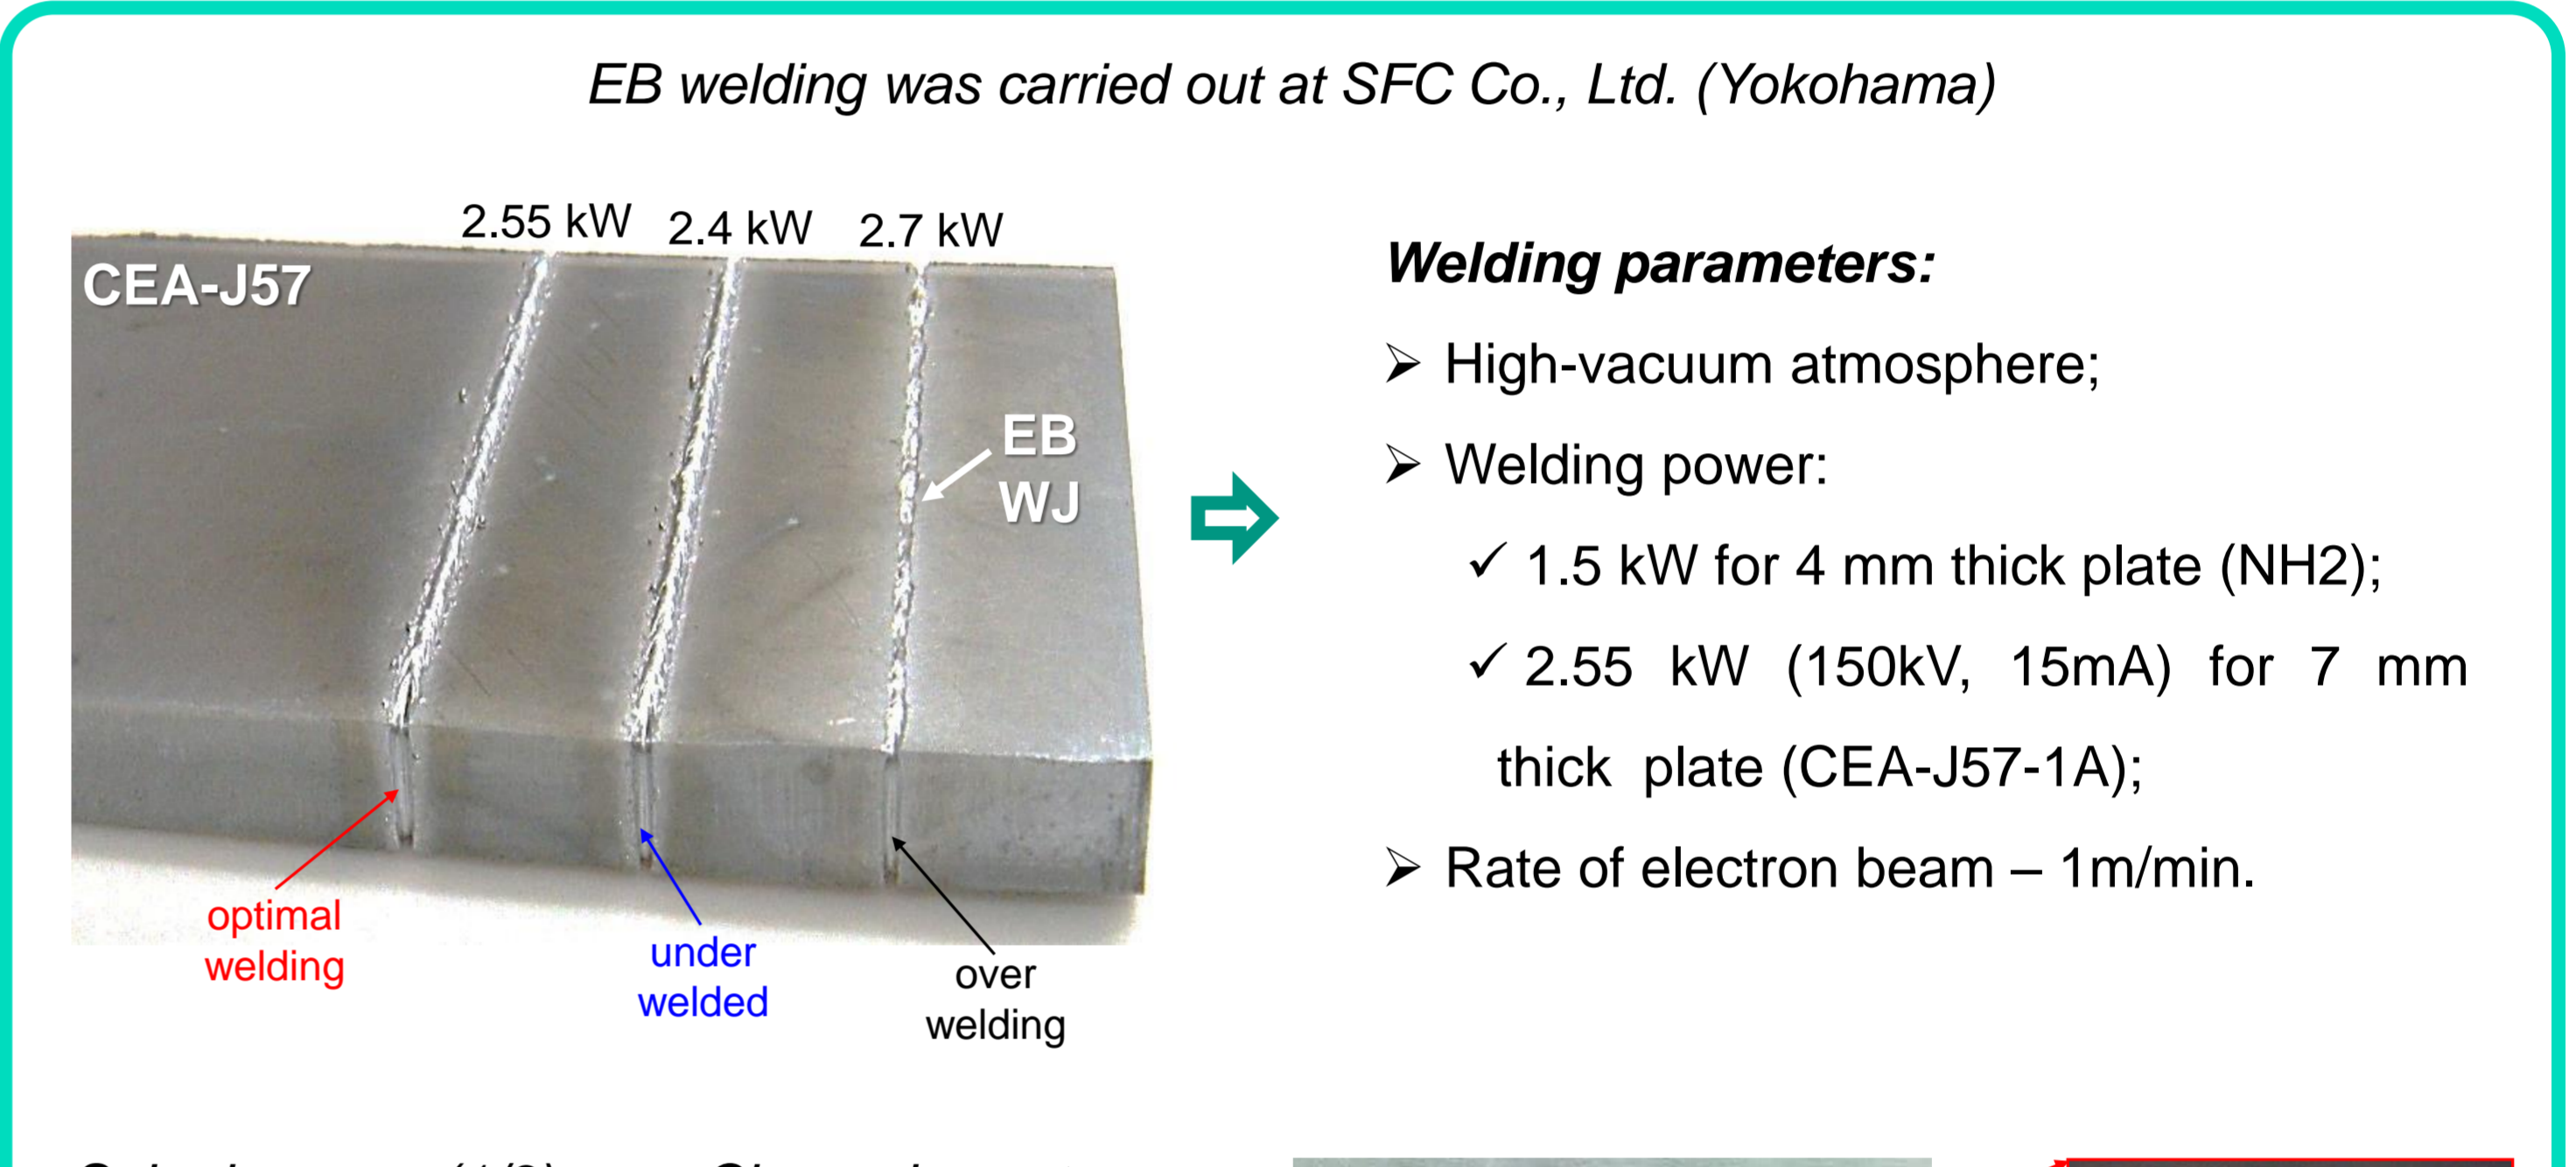 EB welding was carried out at SFC Co., Ltd. (Yokohama)
2.55 kW 2.4 kW 2.7 kW
CEA-J57
EB
WJ
optimal
welding
under
welded
over
welding
Welding parameters:
➢ High-vacuum atmosphere;
➢ Welding power:
✓ 1.5 kW for 4 mm thick plate (NH2);
✓ 2.55 kW (150kV, 15mA) for 7 mm
thick plate (CEA-J57-1A);
➢ Rate of electron beam – 1m/min.